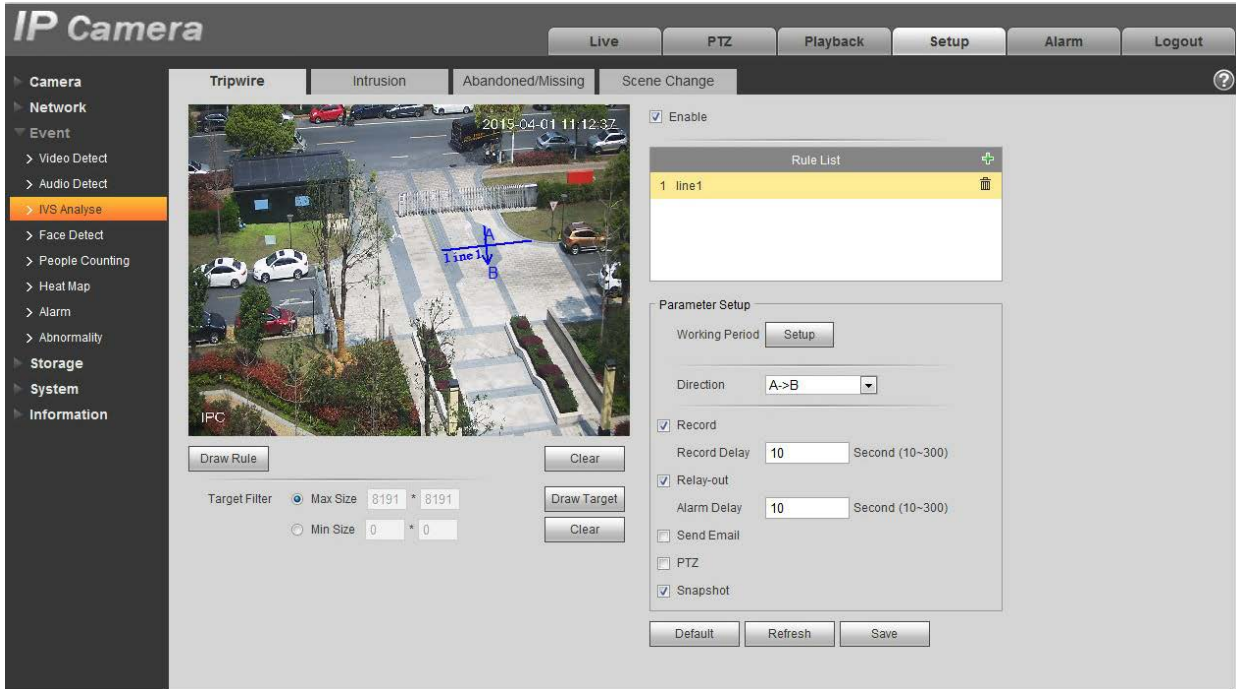 IP Camera
Live PTZ Playback Setup Alarm Logout
Camera
Network
Event
Video Detect
Audio Detect
IVS Analyse
Face Detect
People Counting
Heat Map
Alarm
Abnormality
Storage
System
Information
Tripwire Intrusion Abandoned/Missing Scene Change
2015-04-01 11:12:37
A
line1
B
IPC
Draw Rule Clear
Target Filter Max Size 8191 * 8191 Draw Target
Min Size 0 * 0 Clear
Enable
Rule List
1 line1
Parameter Setup
Working Period Setup
Direction A->B
Record
Record Delay 10 Second (10~300)
Relay-out
Alarm Delay 10 Second (10~300)
Send Email
PTZ
Snapshot
Default Refresh Save